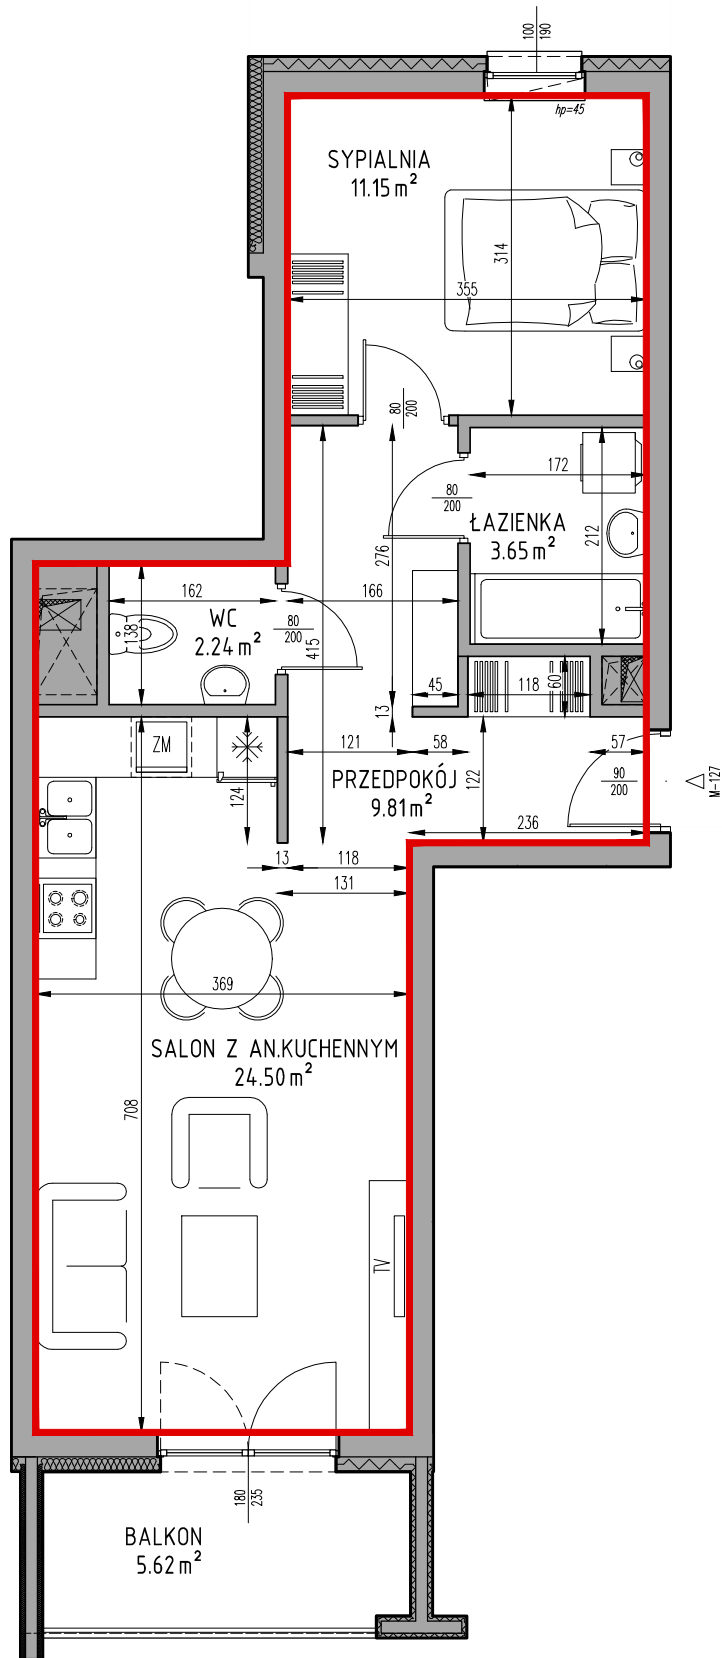 100
190
hp=45
SYPIALNIA
11.15 m²
314
355
80
200
172
80
200
ŁAZIENKA
3.65 m²
212
276
162
166
WC
2.24 m²
138
80
200
415
45
118
60
13
ZM
121
58
57
PRZEDPOKÓJ
9.81 m²
122
90
200
M-127
124
236
13
118
131
369
SALON Z AN.KUCHENNYM
24.50 m²
708
TV
180
235
BALKON
5.62 m²